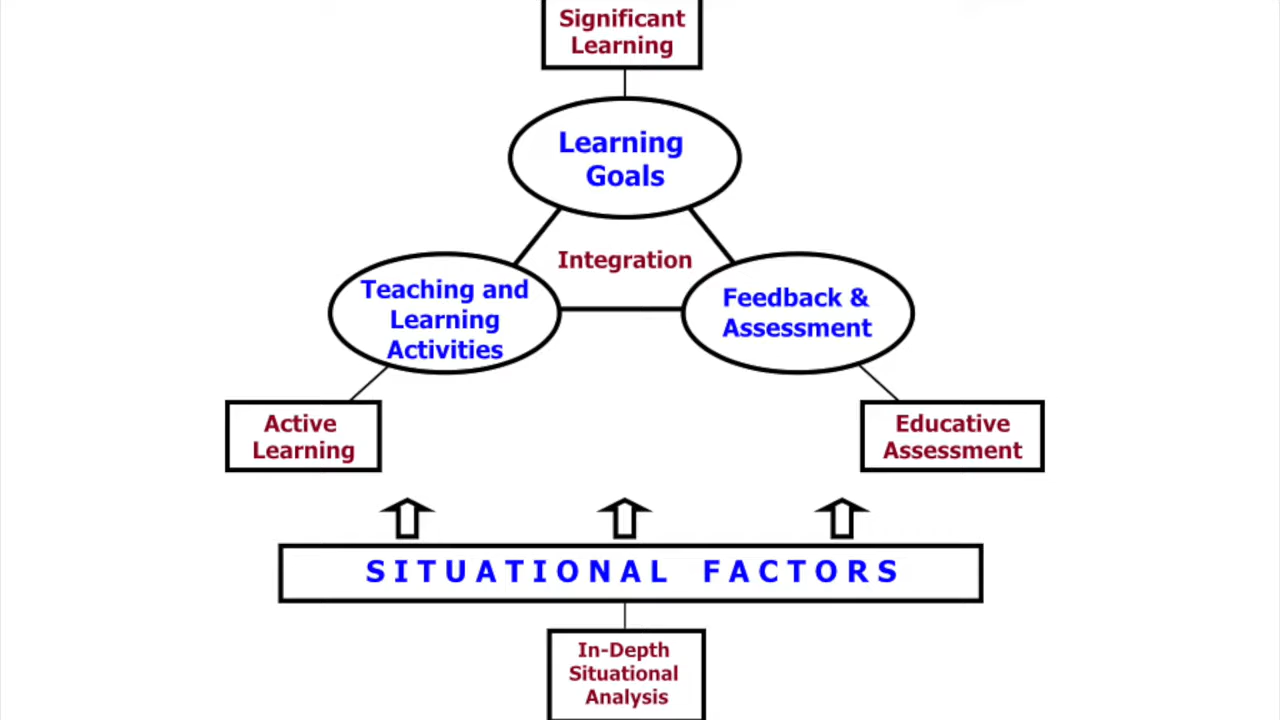 Significant
Learning
Learning
Goals
Integration
Teaching and
Learning
Activities
Feedback &
Assessment
Active
Learning
Educative
Assessment
SITUATIONAL FACTORS
In-Depth
Situational
Analysis